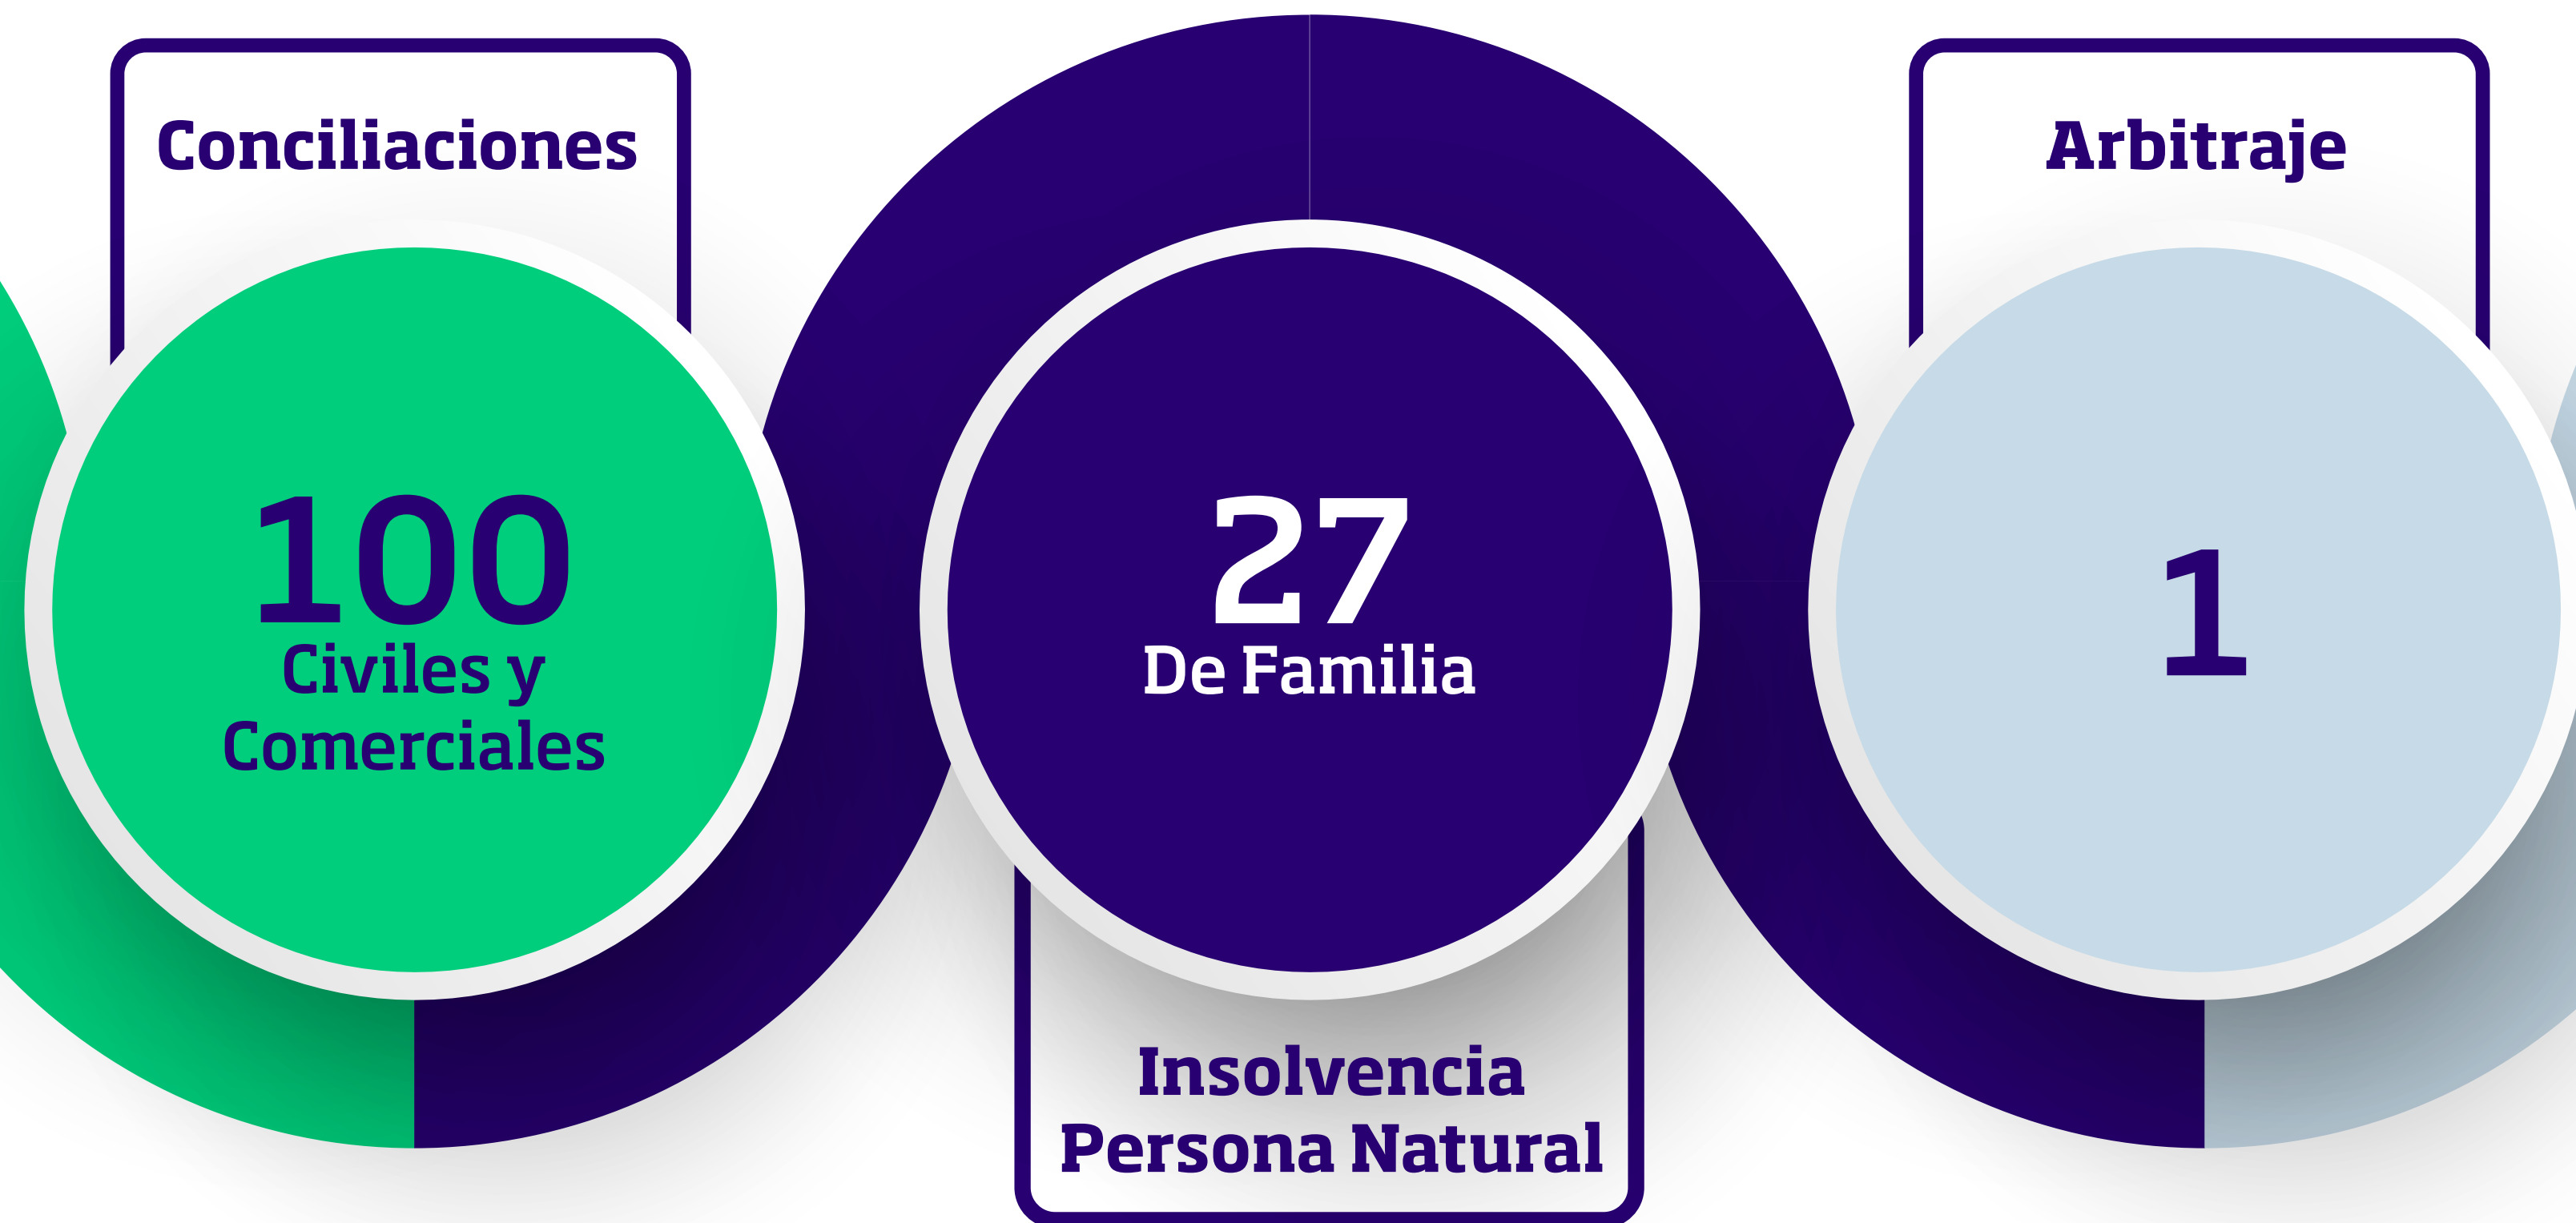 Conciliaciones
100
Civiles y
Comerciales
27
De Familia
Insolvencia
Persona Natural
Arbitraje
1